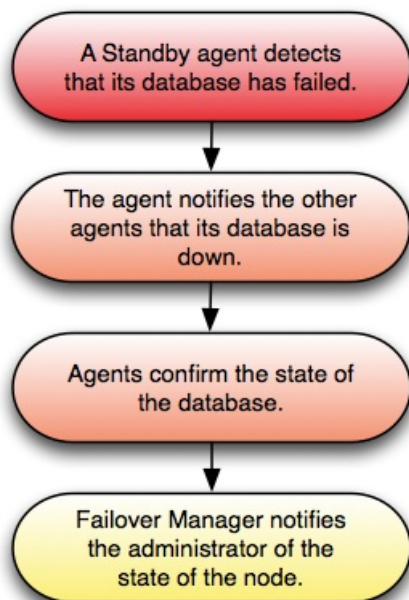 A Standby agent detects
that its database has failed.
The agent notifies the other
agents that its database is
down.
Agents confirm the state of
the database.
Failover Manager notifies
the administrator of the
state of the node.